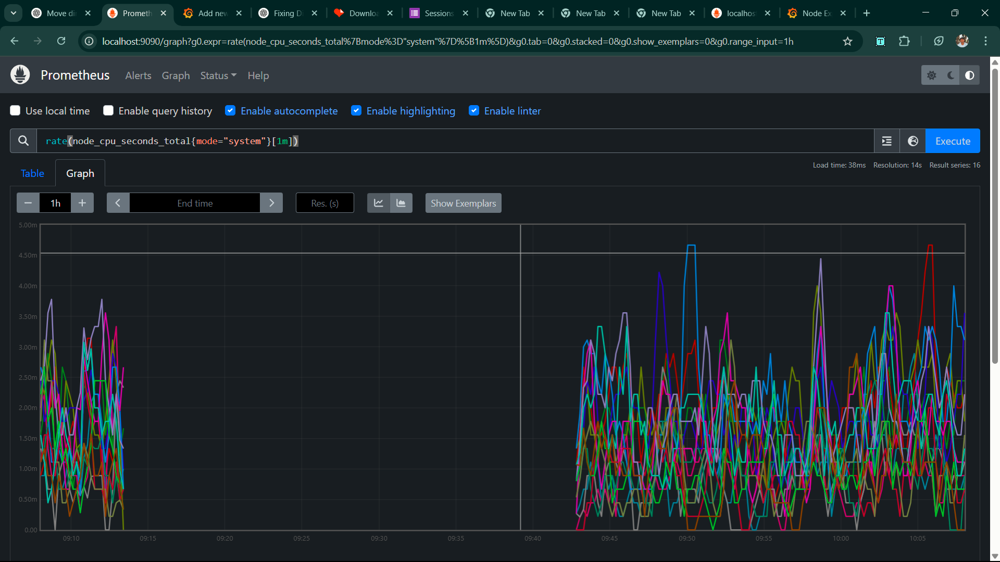 Move di
Prometh
Add new
Fixing D
Downloa
Sessions
New Tab
New Tab
New Tab
localhos
Node Ex
localhost:9090/graph?g0.expr=rate(node_cpu_seconds_total%7Bmode%3D"system"%7D%5B1m%5D)&g0.tab=0&g0.stacked=0&g0.show_exemplars=0&g0.range_input=1h
Prometheus Alerts Graph Status Help
Use local time Enable query history Enable autocomplete Enable highlighting Enable linter
rate(node_cpu_seconds_total{mode="system"}[1m])
Execute
Table Graph
Load time: 38ms Resolution: 14s Result series: 16
− 1h + End time Res. (s) Show Exemplars
5.00m
4.50m
4.00m
3.50m
3.00m
2.50m
2.00m
1.50m
1.00m
0.50m
0.00
09:10 09:15 09:20 09:25 09:30 09:35 09:40 09:45 09:50 09:55 10:00 10:05